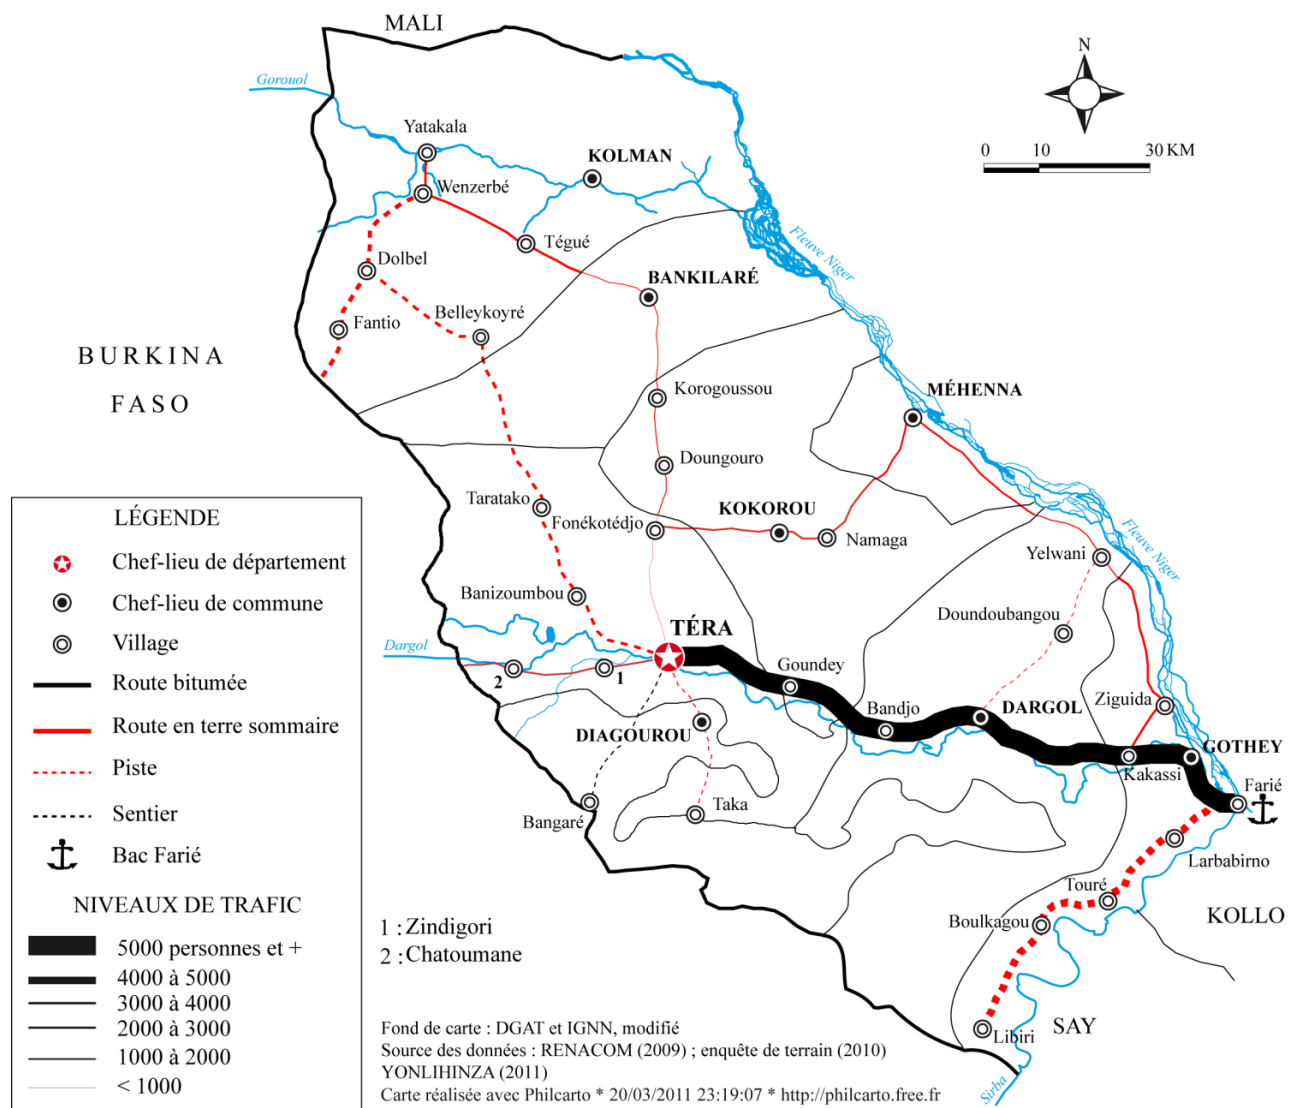 MALI
N
Gorouol
0 10 30 KM
Yatakala
KOLMAN
Wenzerbé
Fleuve Niger
Tégué
Dolbel
BANKILARÉ
Belleykoyré
Fantio
BURKINA
FASO
Korogoussou
MÉHENNA
Doungouro
Taratako
KOKOROU
Fonékotédjo
Namaga
Fleuve Niger
Yelwani
Banizoumbou
Doundoubangou
TÉRA
Dargol
Goundey
2
1
Ziguida
Bandjo
DARGOL
DIAGOUROU
GOTHEY
Kakassi
Farié
Bangaré
Taka
Larbabirno
Touré
KOLLO
Boulkagou
SAY
Libiri
Sirba
LÉGENDE
Chef-lieu de département
Chef-lieu de commune
Village
Route bitumée
Route en terre sommaire
Piste
Sentier
Bac Farié
NIVEAUX DE TRAFIC
5000 personnes et +
4000 à 5000
3000 à 4000
2000 à 3000
1000 à 2000
< 1000
1 : Zindigori
2 : Chatoumane
Fond de carte : DGAT et IGNN, modifié
Source des données : RENACOM (2009) ; enquête de terrain (2010)
YONLIHINZA (2011)
Carte réalisée avec Philcarto * 20/03/2011 23:19:07 * http://philcarto.free.fr